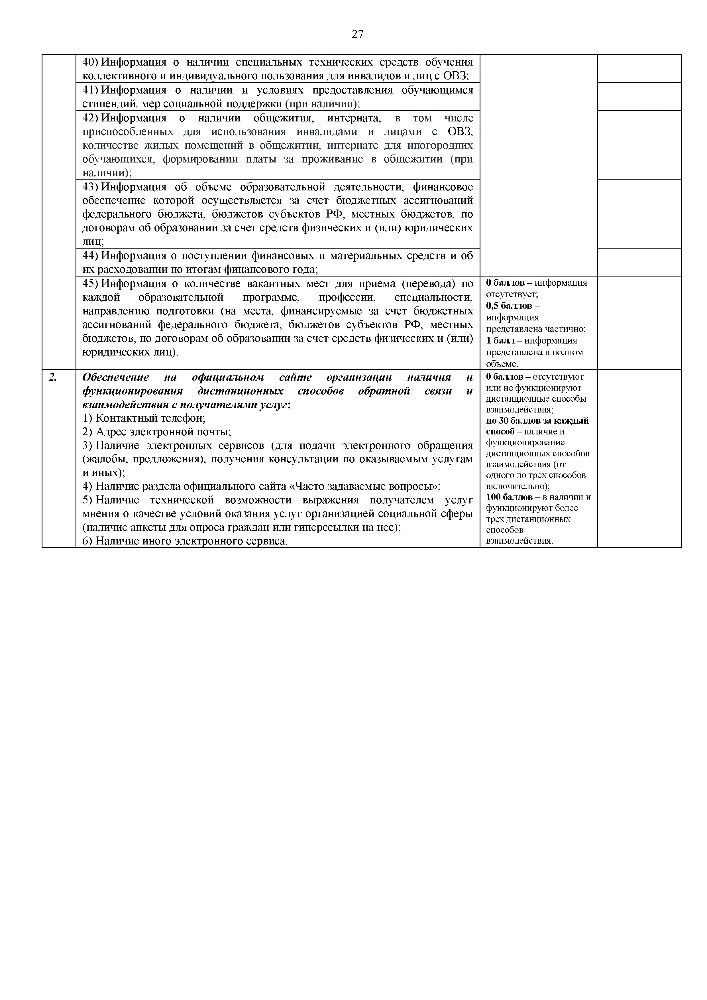 27
40) Информация о наличии специальных технических средств обучения
коллективного и индивидуального пользования для инвалидов и лиц с ОВЗ;
41) Информация о наличии и условиях предоставления обучающимся
стипендий, мер социальной поддержки (при наличии);
42) Информация о наличии общежития, интерната, в том числе
приспособленных для использования инвалидами и лицами с ОВЗ,
количестве жилых помещений в общежитии, интернате для иногородних
обучающихся, формировании платы за проживание в общежитии (при
наличии);
43) Информация об объеме образовательной деятельности, финансовое
обеспечение которой осуществляется за счет бюджетных ассигнований
федерального бюджета, бюджетов субъектов РФ, местных бюджетов, по
договорам об образовании за счет средств физических и (или) юридических
лиц;
44) Информация о поступлении финансовых и материальных средств и об
их расходовании по итогам финансового года;
45) Информация о количестве вакантных мест для приема (перевода) по
каждой образовательной программе, профессии, специальности,
направлению подготовки (на места, финансируемые за счет бюджетных
ассигнований федерального бюджета, бюджетов субъектов РФ, местных
бюджетов, по договорам об образовании за счет средств физических и (или)
юридических лиц).
0 баллов – информация
отсутствует;
0,5 баллов –
информация
представлена частично;
1 балл – информация
представлена в полном
объеме.
2.
Обеспечение на официальном сайте организации наличия и
функционирования дистанционных способов обратной связи и
взаимодействия с получателями услуг:
1) Контактный телефон;
2) Адрес электронной почты;
3) Наличие электронных сервисов (для подачи электронного обращения
(жалобы, предложения), получения консультации по оказываемым услугам
и иных);
4) Наличие раздела официального сайта «Часто задаваемые вопросы»;
5) Наличие технической возможности выражения получателем услуг
мнения о качестве условий оказания услуг организацией социальной сферы
(наличие анкеты для опроса граждан или гиперссылки на нее);
6) Наличие иного электронного сервиса.
0 баллов – отсутствуют
или не функционируют
дистанционные способы
взаимодействия;
по 30 баллов за каждый
способ – наличие и
функционирование
дистанционных способов
взаимодействия (от
одного до трех способов
включительно);
100 баллов – в наличии и
функционируют более
трех дистанционных
способов
взаимодействия.